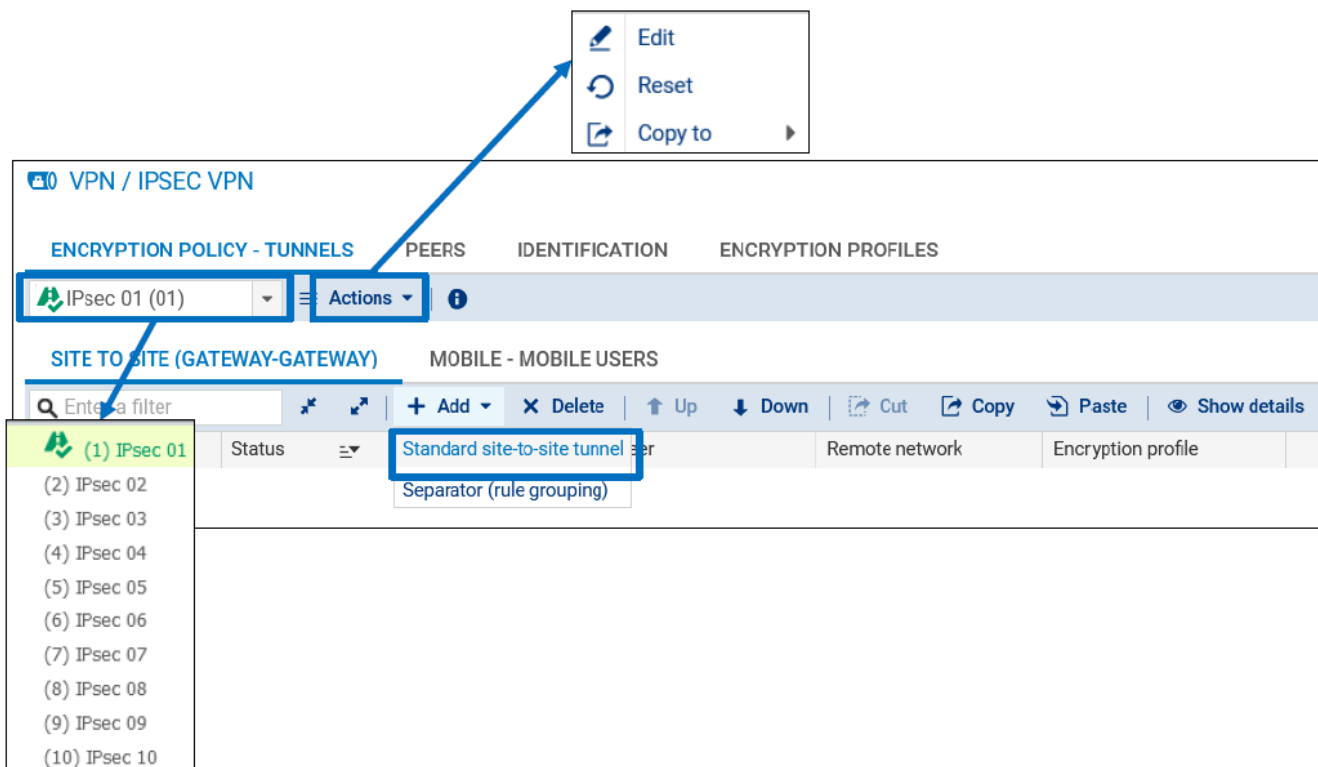 Edit
Reset
Copy to
VPN / IPSEC VPN
ENCRYPTION POLICY - TUNNELS PEERS IDENTIFICATION ENCRYPTION PROFILES
IPsec 01 (01) Actions
SITE TO SITE (GATEWAY-GATEWAY) MOBILE - MOBILE USERS
Enter a filter + Add Delete Up Down Cut Copy Paste Show details
(1) IPsec 01 Status Standard site-to-site tunnel er Remote network Encryption profile
(2) IPsec 02 Separator (rule grouping)
(3) IPsec 03
(4) IPsec 04
(5) IPsec 05
(6) IPsec 06
(7) IPsec 07
(8) IPsec 08
(9) IPsec 09
(10) IPsec 10